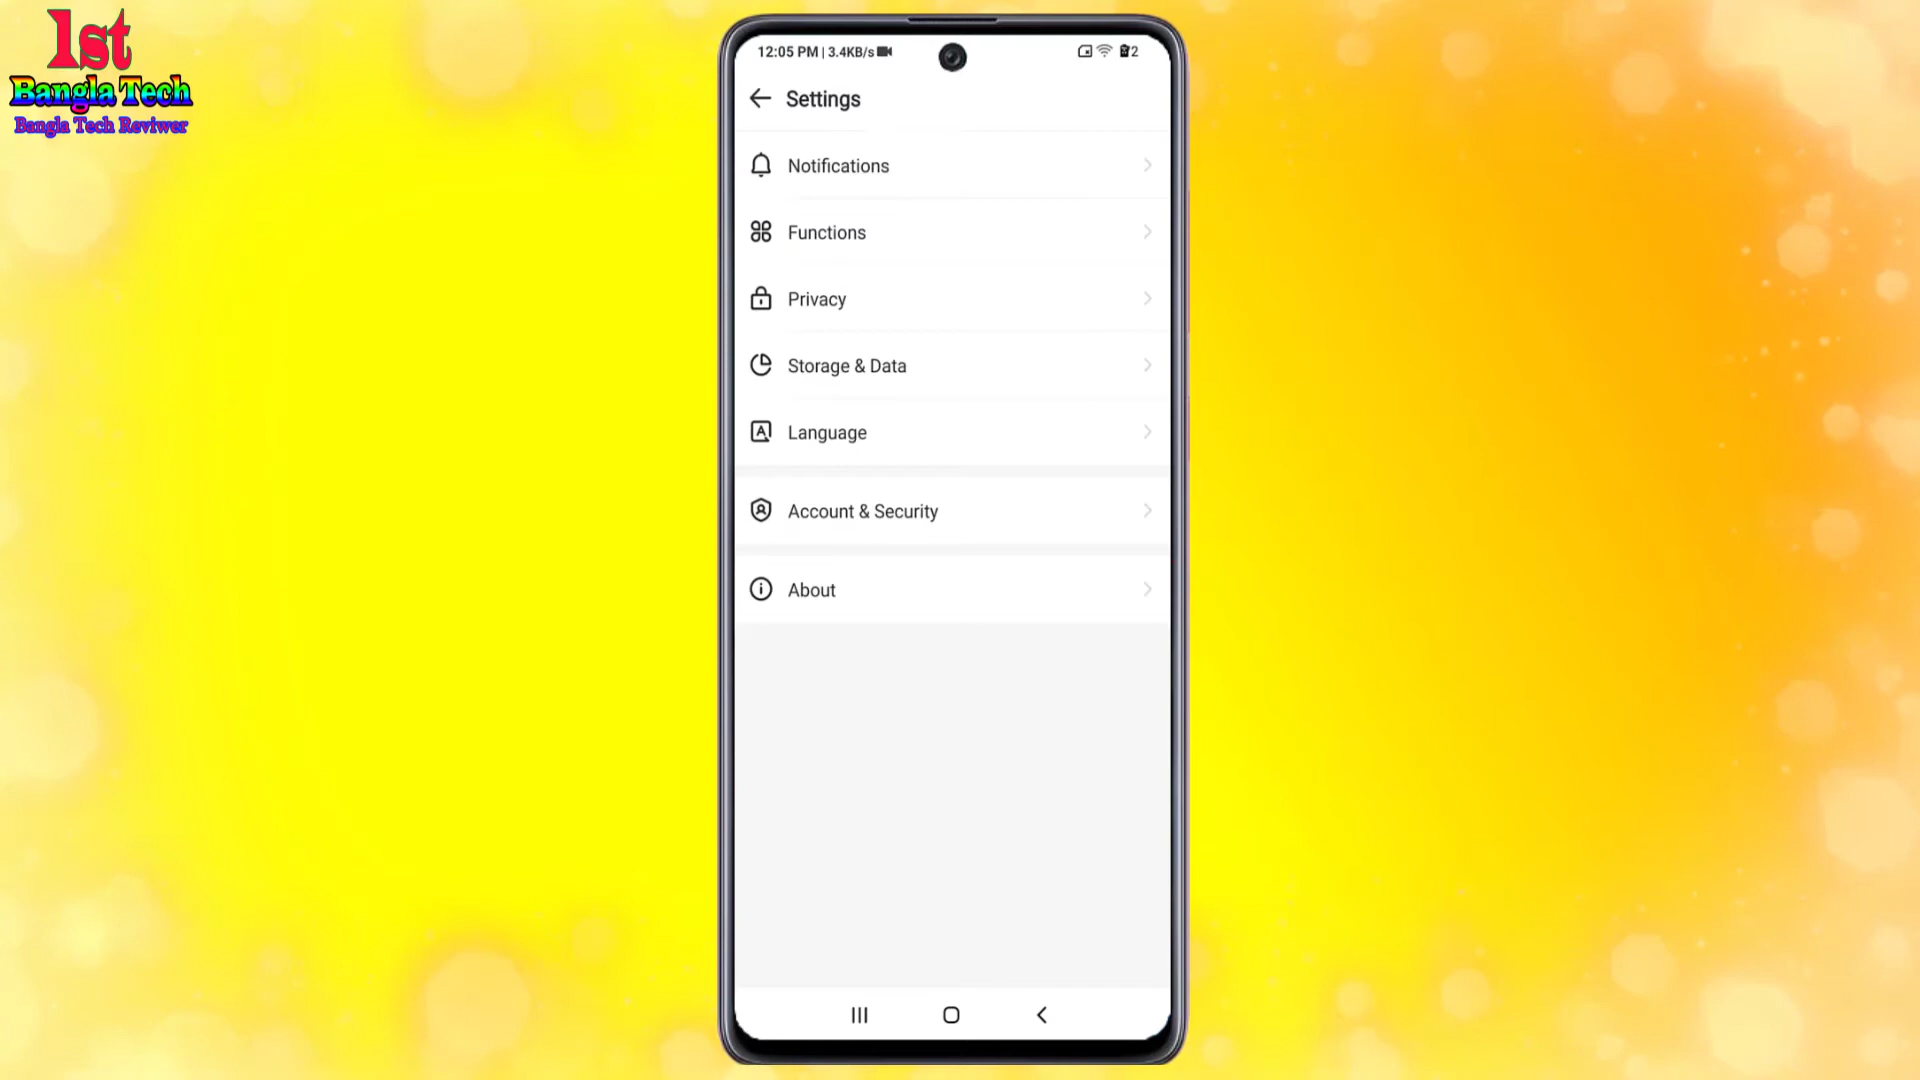 1st
Bangla Tech
Bangla Tech Reviwer
12:05 PM | 3.4KB/s
2
Settings
Notifications
Functions
Privacy
Storage & Data
Language
Account & Security
About